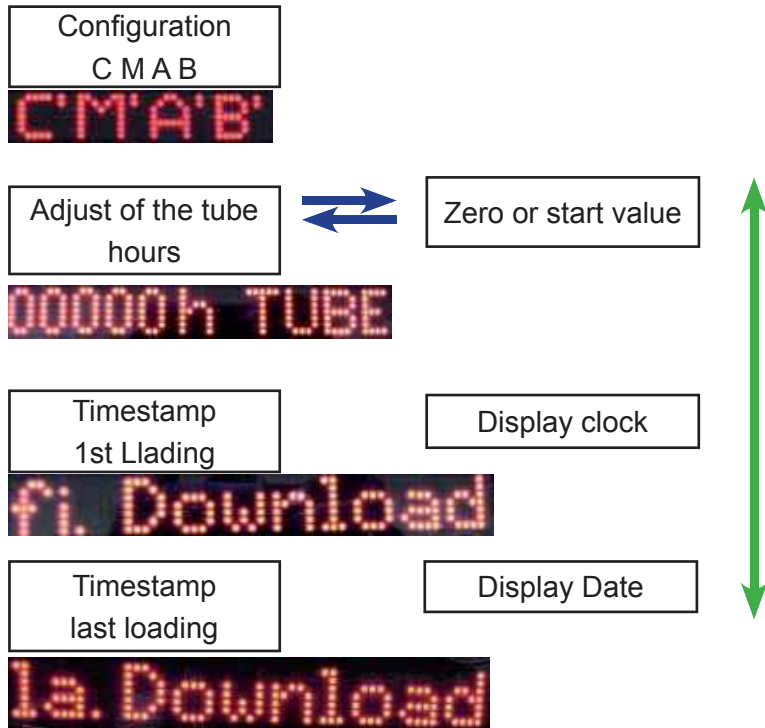 Configuration
C M A B
C'M'A'B'
Adjust of the tube
hours
Zero or start value
00000h TUBE
Timestamp
1st Llading
Display clock
fi. Download
Timestamp
last loading
Display Date
la. Download